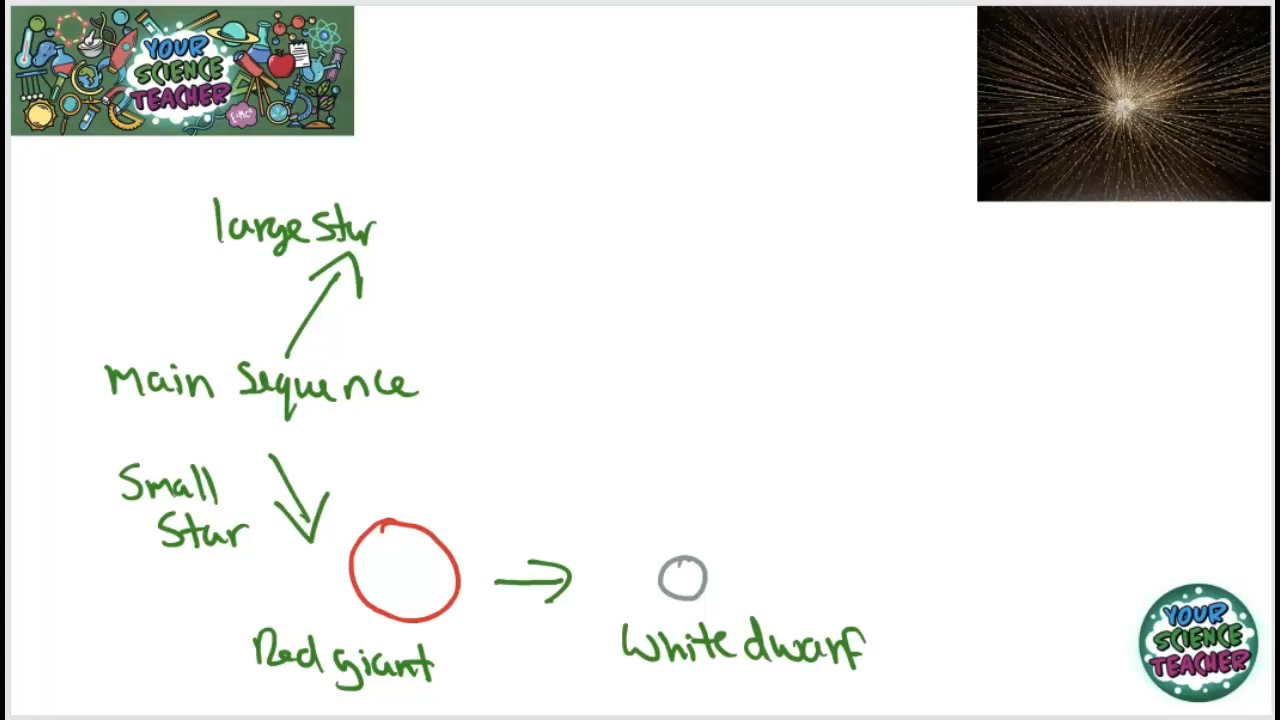 YOUR
SCIENCE
TEACHER
large star
Main Sequence
Small
Star
Red giant
White dwarf
YOUR
SCIENCE
TEACHER